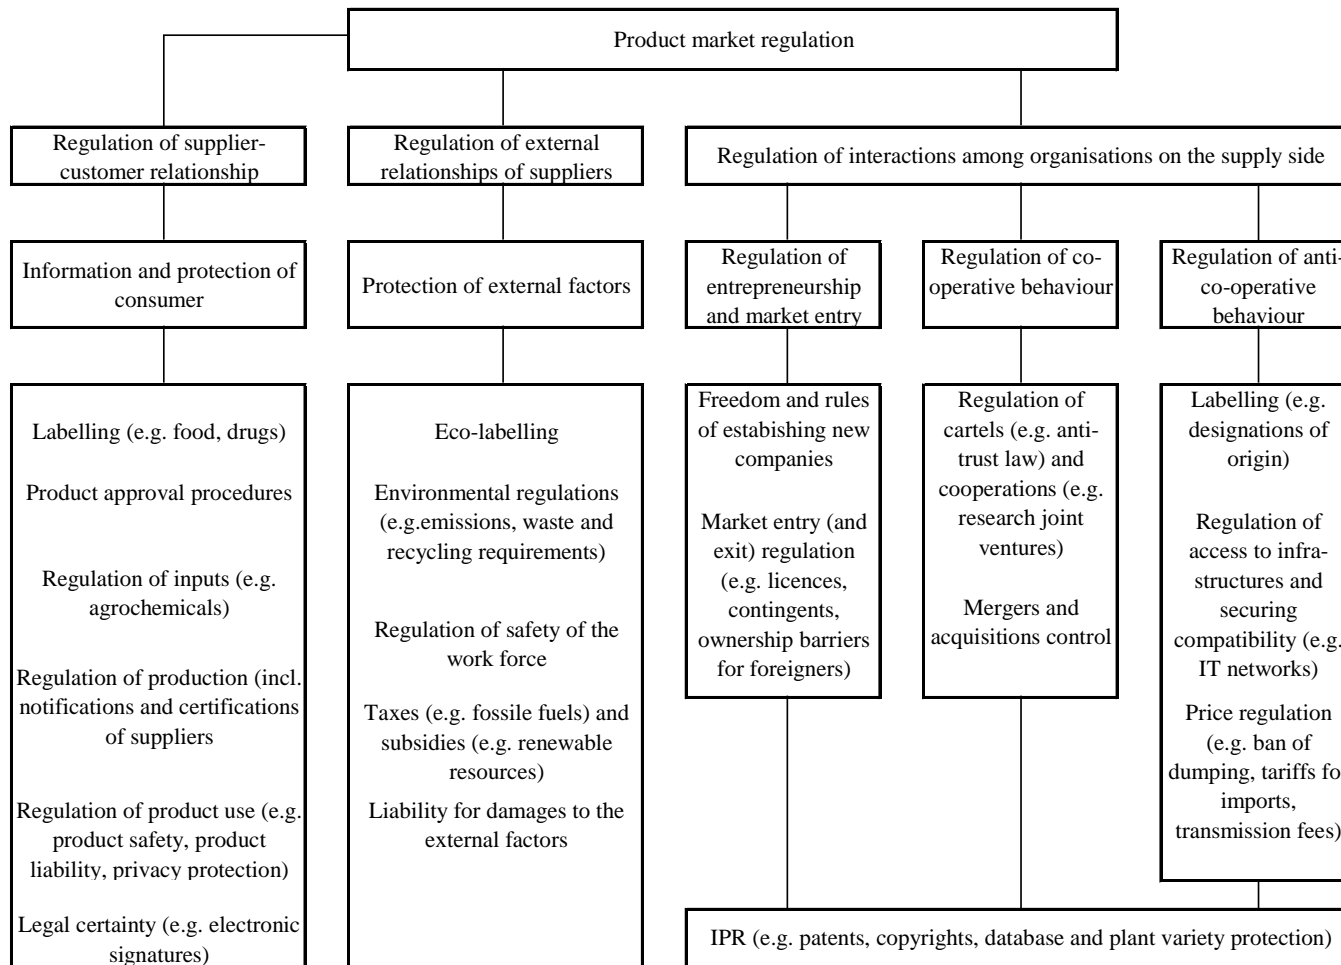 Product market regulation
Regulation of supplier-
customer relationship
Regulation of external
relationships of suppliers
Regulation of interactions among organisations on the supply side
Information and protection of
consumer
Protection of external factors
Regulation of
entrepreneurship
and market entry
Regulation of co-
operative behaviour
Regulation of anti-
co-operative
behaviour
Labelling (e.g. food, drugs)
Product approval procedures
Regulation of inputs (e.g.
agrochemicals)
Regulation of production (incl.
notifications and certifications
of suppliers
Regulation of product use (e.g.
product safety, product
liability, privacy protection)
Legal certainty (e.g. electronic
signatures)
Eco-labelling
Environmental regulations
(e.g.emissions, waste and
recycling requirements)
Regulation of safety of the
work force
Taxes (e.g. fossile fuels) and
subsidies (e.g. renewable
resources)
Liability for damages to the
external factors
Freedom and rules
of estabishing new
companies
Market entry (and
exit) regulation
(e.g. licences,
contingents,
ownership barriers
for foreigners)
Regulation of
cartels (e.g. anti-
trust law) and
cooperations (e.g.
research joint
ventures)
Mergers and
acquisitions control
Labelling (e.g.
designations of
origin)
Regulation of
access to infra-
structures and
securing
compatibility (e.g.
IT networks)
Price regulation
(e.g. ban of
dumping, tariffs fo
imports,
transmission fees)
IPR (e.g. patents, copyrights, database and plant variety protection)